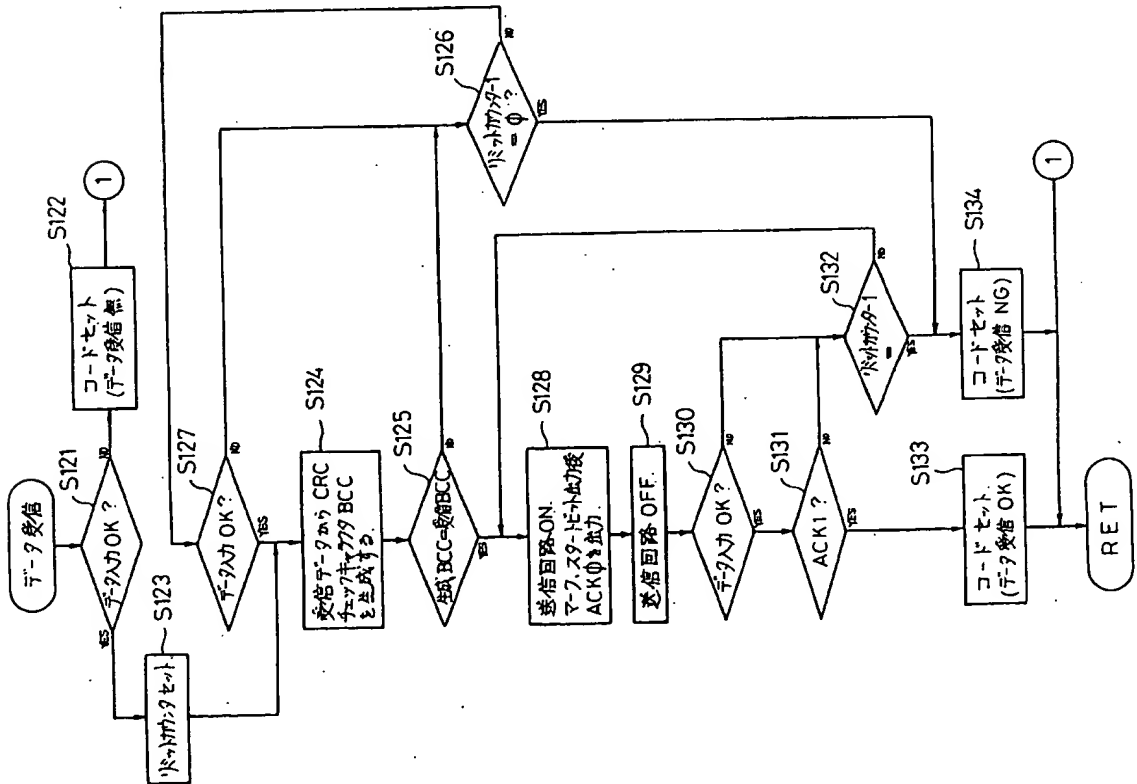 データ受信
S121
データ入力OK?
NO
YES
S122
コードセット
(データ受信無)
1
S123
リミットカウンタセット
S127
データ入力OK?
NO
YES
S124
受信データからCRC
チェックキャラクタBCC
を生成する.
S125
生成BCC=受信BCC
NO
YES
S126
リミットカウンター1
=φ?
NO
YES
S128
送信回路ON.
マーク,スタートビット出力後
ACKφを出力.
S129
送信回路OFF.
S130
データ入力OK?
NO
YES
S131
ACK1?
NO
YES
S132
リミットカウンター1
=
NO
YES
S133
コードセット.
(データ受信OK)
S134
コードセット
(データ受信NG)
1
RET